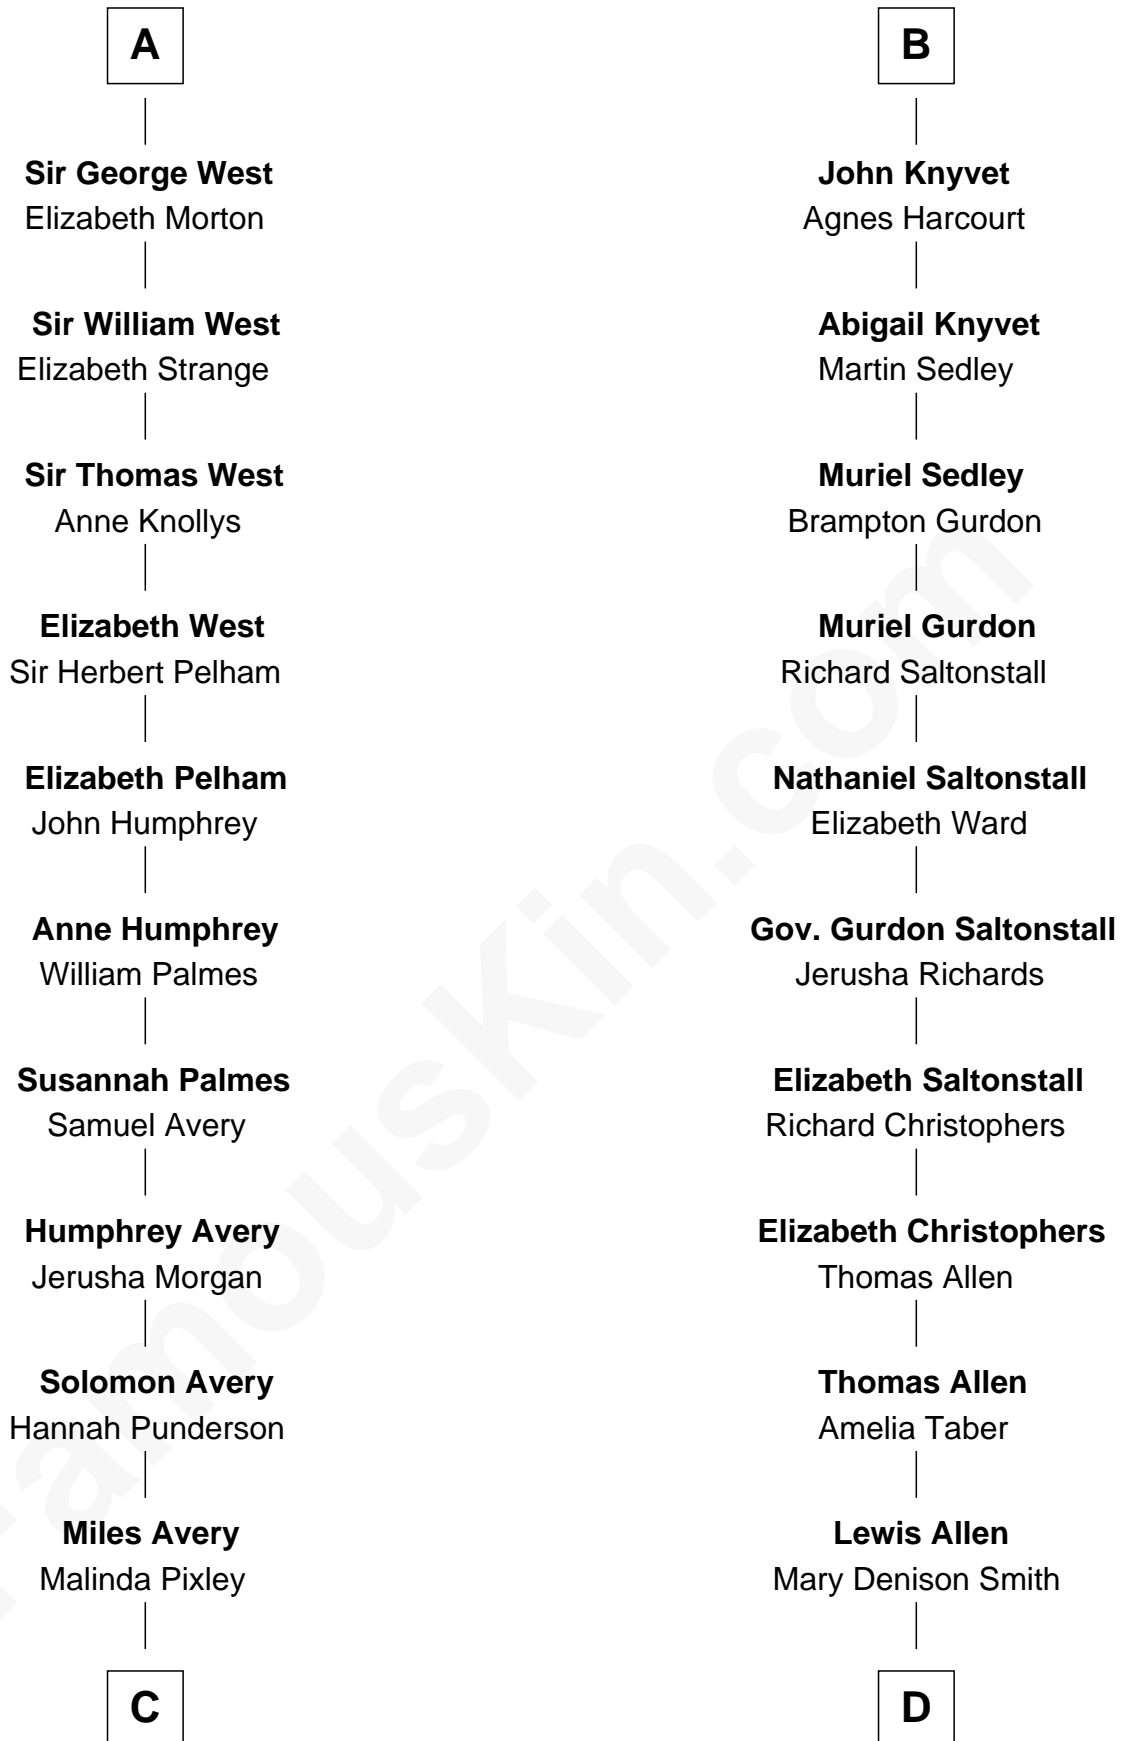 A
Sir George West
Elizabeth Morton
Sir William West
Elizabeth Strange
Sir Thomas West
Anne Knollys
Elizabeth West
Sir Herbert Pelham
Elizabeth Pelham
John Humphrey
Anne Humphrey
William Palmes
Susannah Palmes
Samuel Avery
Humphrey Avery
Jerusha Morgan
Solomon Avery
Hannah Punderson
Miles Avery
Malinda Pixley
C
B
John Knyvet
Agnes Harcourt
Abigail Knyvet
Martin Sedley
Muriel Sedley
Brampton Gurdon
Muriel Gurdon
Richard Saltonstall
Nathaniel Saltonstall
Elizabeth Ward
Gov. Gurdon Saltonstall
Jerusha Richards
Elizabeth Saltonstall
Richard Christophers
Elizabeth Christophers
Thomas Allen
Thomas Allen
Amelia Taber
Lewis Allen
Mary Denison Smith
D
FamousKin.com